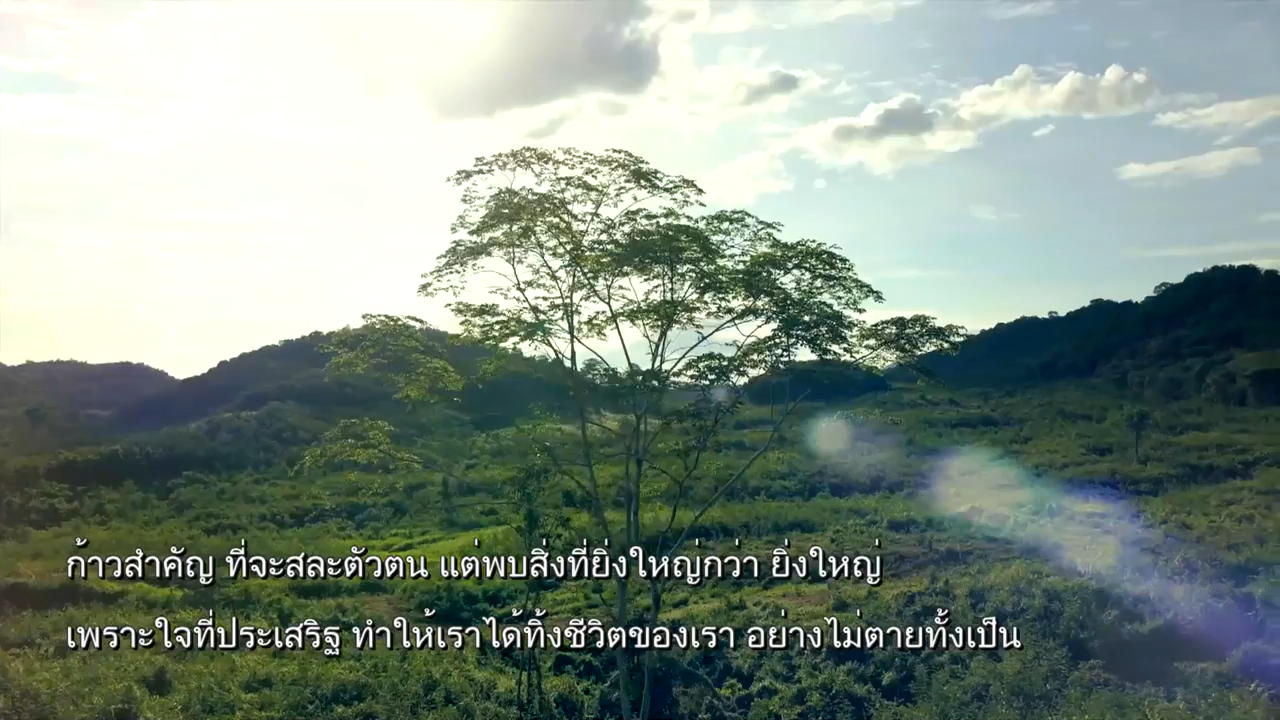 ก้าวสำคัญ ที่จะสละตัวตน แต่พบสิ่งที่ยิ่งใหญ่กว่า ยิ่งใหญ่
เพราะใจที่ประเสริฐ ทำให้เราได้ทิ้งชีวิตของเรา อย่างไม่ตายทั้งเป็น